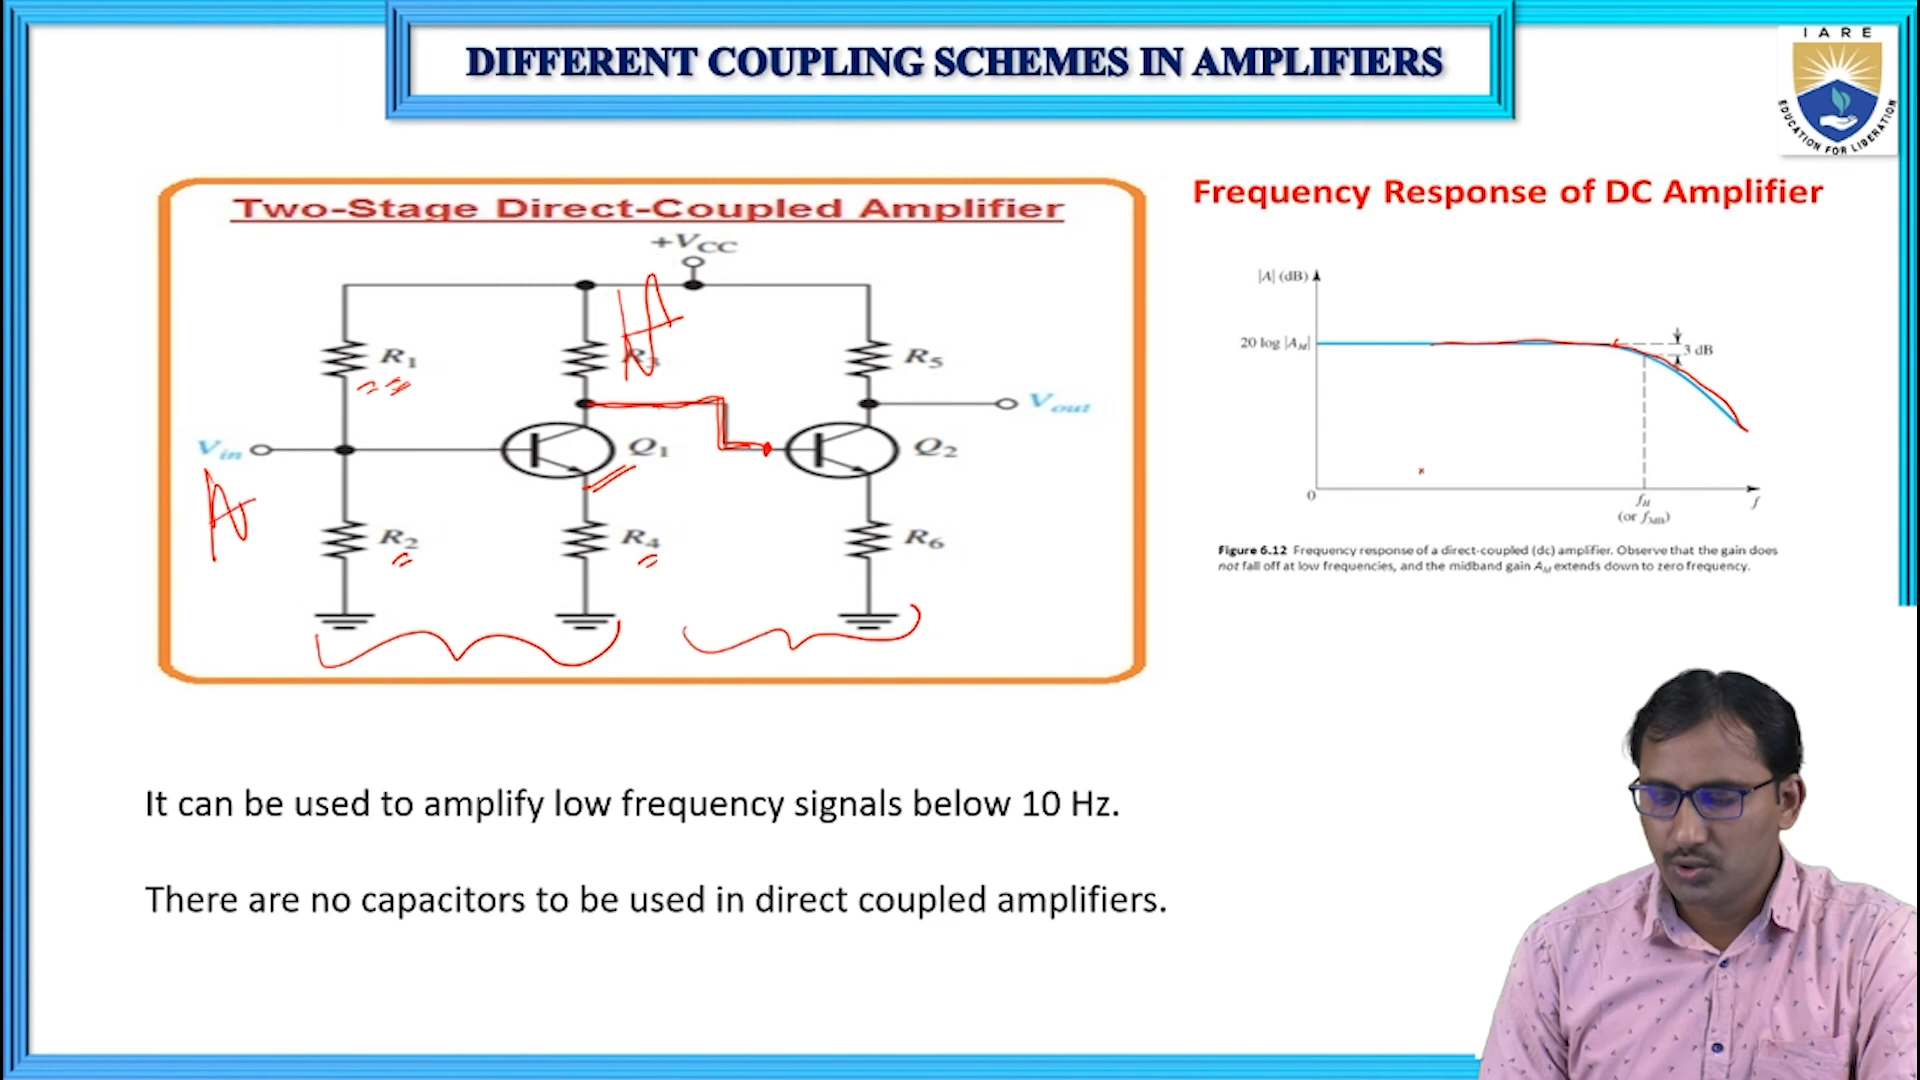 DIFFERENT COUPLING SCHEMES IN AMPLIFIERS
IARE
EDUCATION FOR LIBERATION
Two-Stage Direct-Coupled Amplifier
+VCC
R1
R3
R5
Vout
Vin
Q1
Q2
R2
R4
R6
Frequency Response of DC Amplifier
|A| (dB)
20 log |AM|
3 dB
0
fH
(or f3dB)
f
Figure 6.12 Frequency response of a direct-coupled (dc) amplifier. Observe that the gain does
not fall off at low frequencies, and the midband gain AM extends down to zero frequency.
It can be used to amplify low frequency signals below 10 Hz.
There are no capacitors to be used in direct coupled amplifiers.